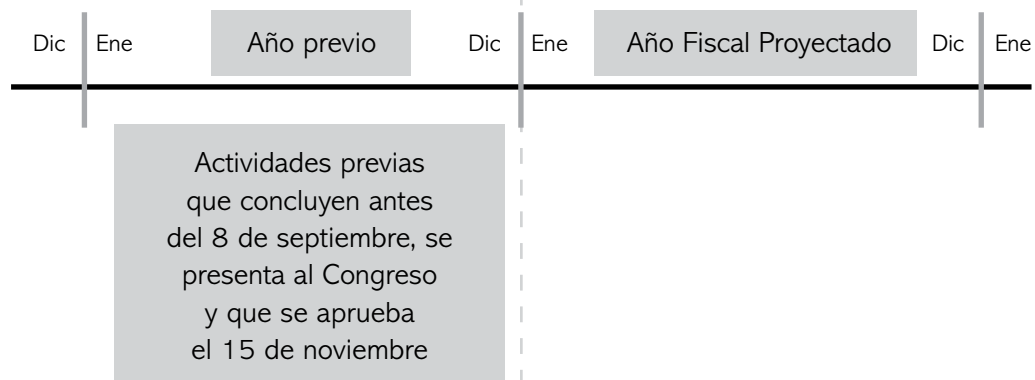 Dic Ene Año previo Dic Ene Año Fiscal Proyectado Dic Ene
Actividades previas
que concluyen antes
del 8 de septiembre, se
presenta al Congreso
y que se aprueba
el 15 de noviembre